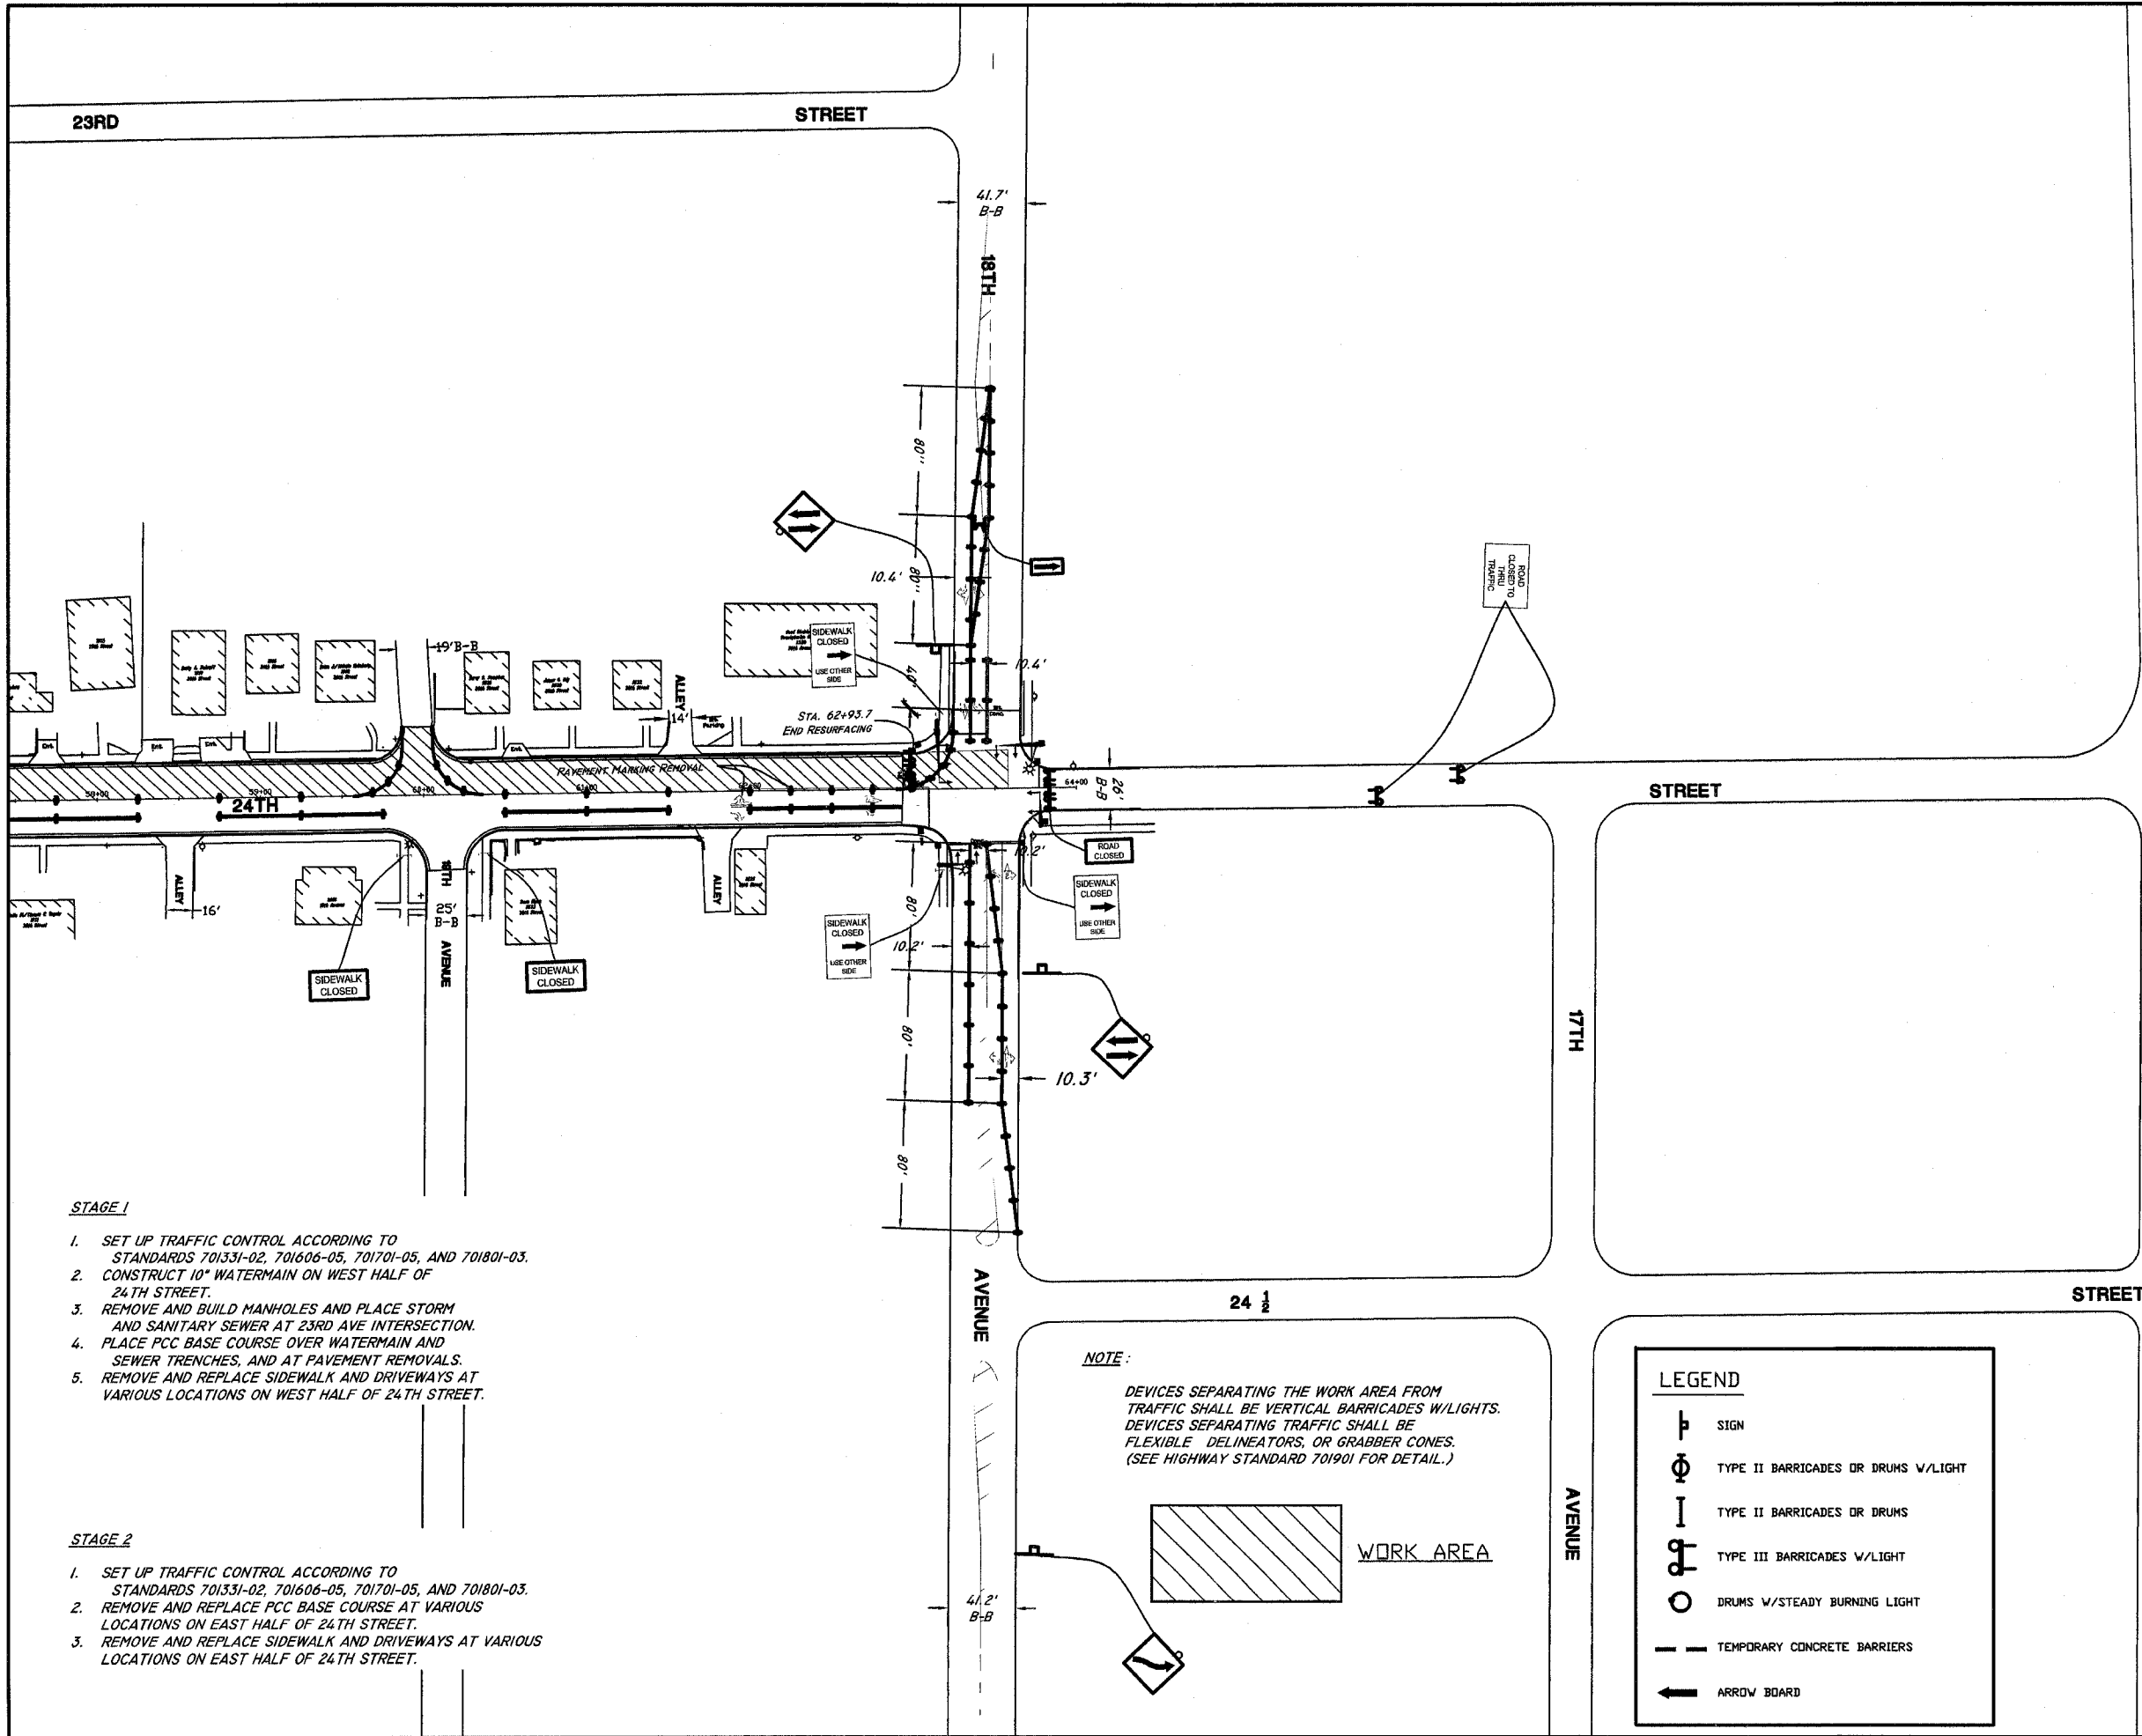 23RD
STREET
41.7'
B-B
18TH
80'
80'
10.4'
10.4'
40'
ROAD
CLOSED TO
THRU
TRAFFIC
19' B-B
ALLEY
14'
SIDEWALK
CLOSED
USE OTHER
SIDE
STA. 62+93.7
END RESURFACING
Ent.
Ent.
Ent.
Ent.
PAVEMENT MARKING REMOVAL
58+00
59+00
61+00
64+00
24TH
26'
B-B
STREET
ROAD
CLOSED
10.2'
SIDEWALK
CLOSED
USE OTHER
SIDE
ALLEY
16'
19TH
25'
B-B
AVENUE
ALLEY
80'
10.2'
SIDEWALK
CLOSED
USE OTHER
SIDE
SIDEWALK
CLOSED
SIDEWALK
CLOSED
80'
10.3'
80'
17TH
STAGE 1
1. SET UP TRAFFIC CONTROL ACCORDING TO
STANDARDS 701331-02, 701606-05, 701701-05, AND 701801-03.
2. CONSTRUCT 10" WATERMAIN ON WEST HALF OF
24TH STREET.
3. REMOVE AND BUILD MANHOLES AND PLACE STORM
AND SANITARY SEWER AT 23RD AVE INTERSECTION.
4. PLACE PCC BASE COURSE OVER WATERMAIN AND
SEWER TRENCHES, AND AT PAVEMENT REMOVALS.
5. REMOVE AND REPLACE SIDEWALK AND DRIVEWAYS AT
VARIOUS LOCATIONS ON WEST HALF OF 24TH STREET.
AVENUE
24 1/2
STREET
NOTE:
DEVICES SEPARATING THE WORK AREA FROM
TRAFFIC SHALL BE VERTICAL BARRICADES W/LIGHTS.
DEVICES SEPARATING TRAFFIC SHALL BE
FLEXIBLE DELINEATORS, OR GRABBER CONES.
(SEE HIGHWAY STANDARD 701901 FOR DETAIL.)
WORK AREA
AVENUE
STAGE 2
1. SET UP TRAFFIC CONTROL ACCORDING TO
STANDARDS 701331-02, 701606-05, 701701-05, AND 701801-03.
2. REMOVE AND REPLACE PCC BASE COURSE AT VARIOUS
LOCATIONS ON EAST HALF OF 24TH STREET.
3. REMOVE AND REPLACE SIDEWALK AND DRIVEWAYS AT VARIOUS
LOCATIONS ON EAST HALF OF 24TH STREET.
41.2'
B-B
LEGEND
SIGN
TYPE II BARRICADES OR DRUMS W/LIGHT
TYPE II BARRICADES OR DRUMS
TYPE III BARRICADES W/LIGHT
DRUMS W/STEADY BURNING LIGHT
TEMPORARY CONCRETE BARRIERS
ARROW BOARD